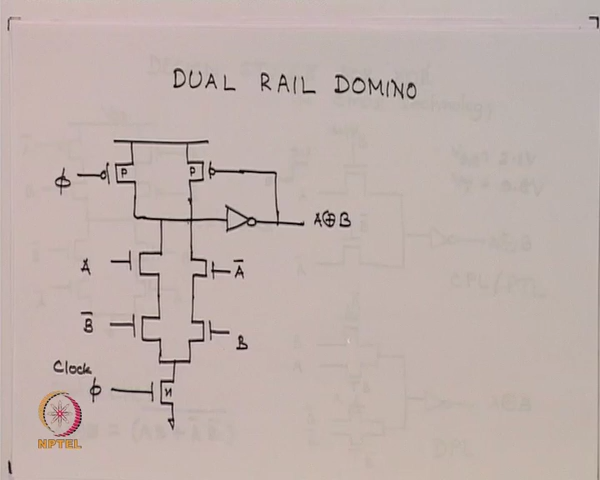 DUAL RAIL DOMINO
P P
ϕ
A⊕B
A A̅
B̅ B
Clock
ϕ N
NPTEL